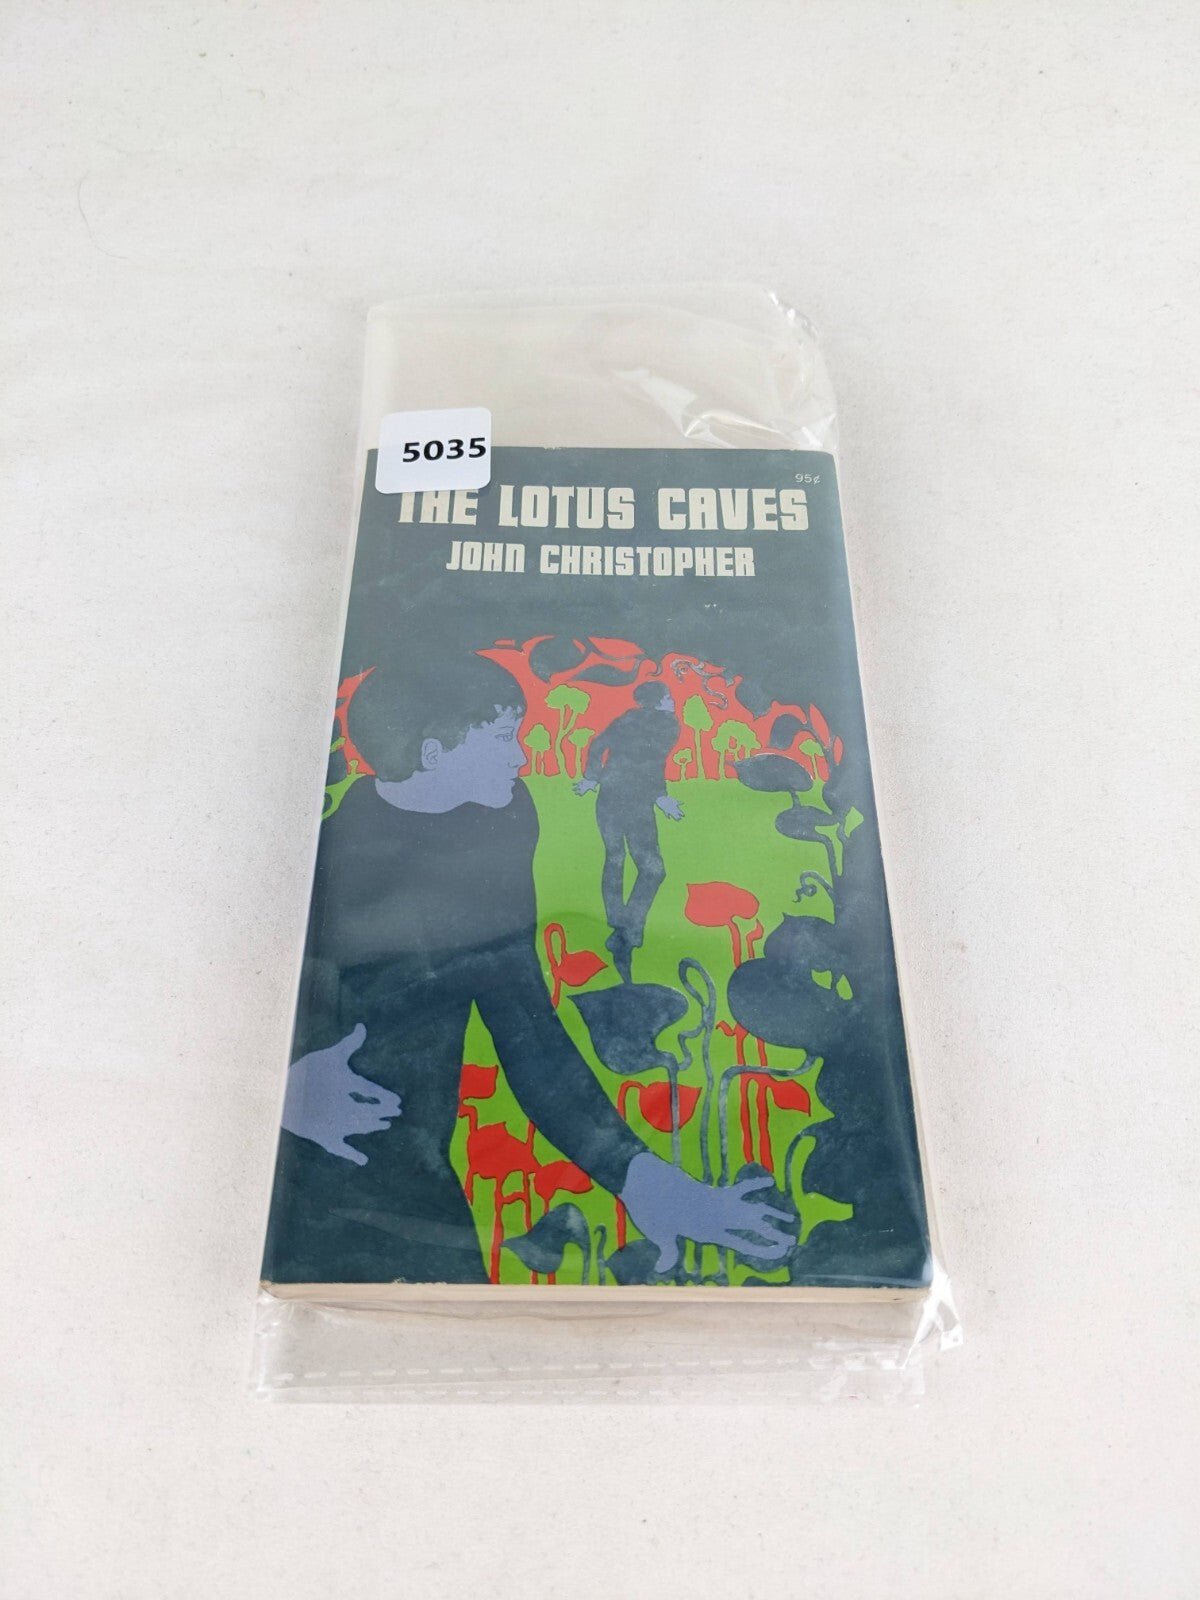 5035
95¢
THE LOTUS CAVES
JOHN CHRISTOPHER